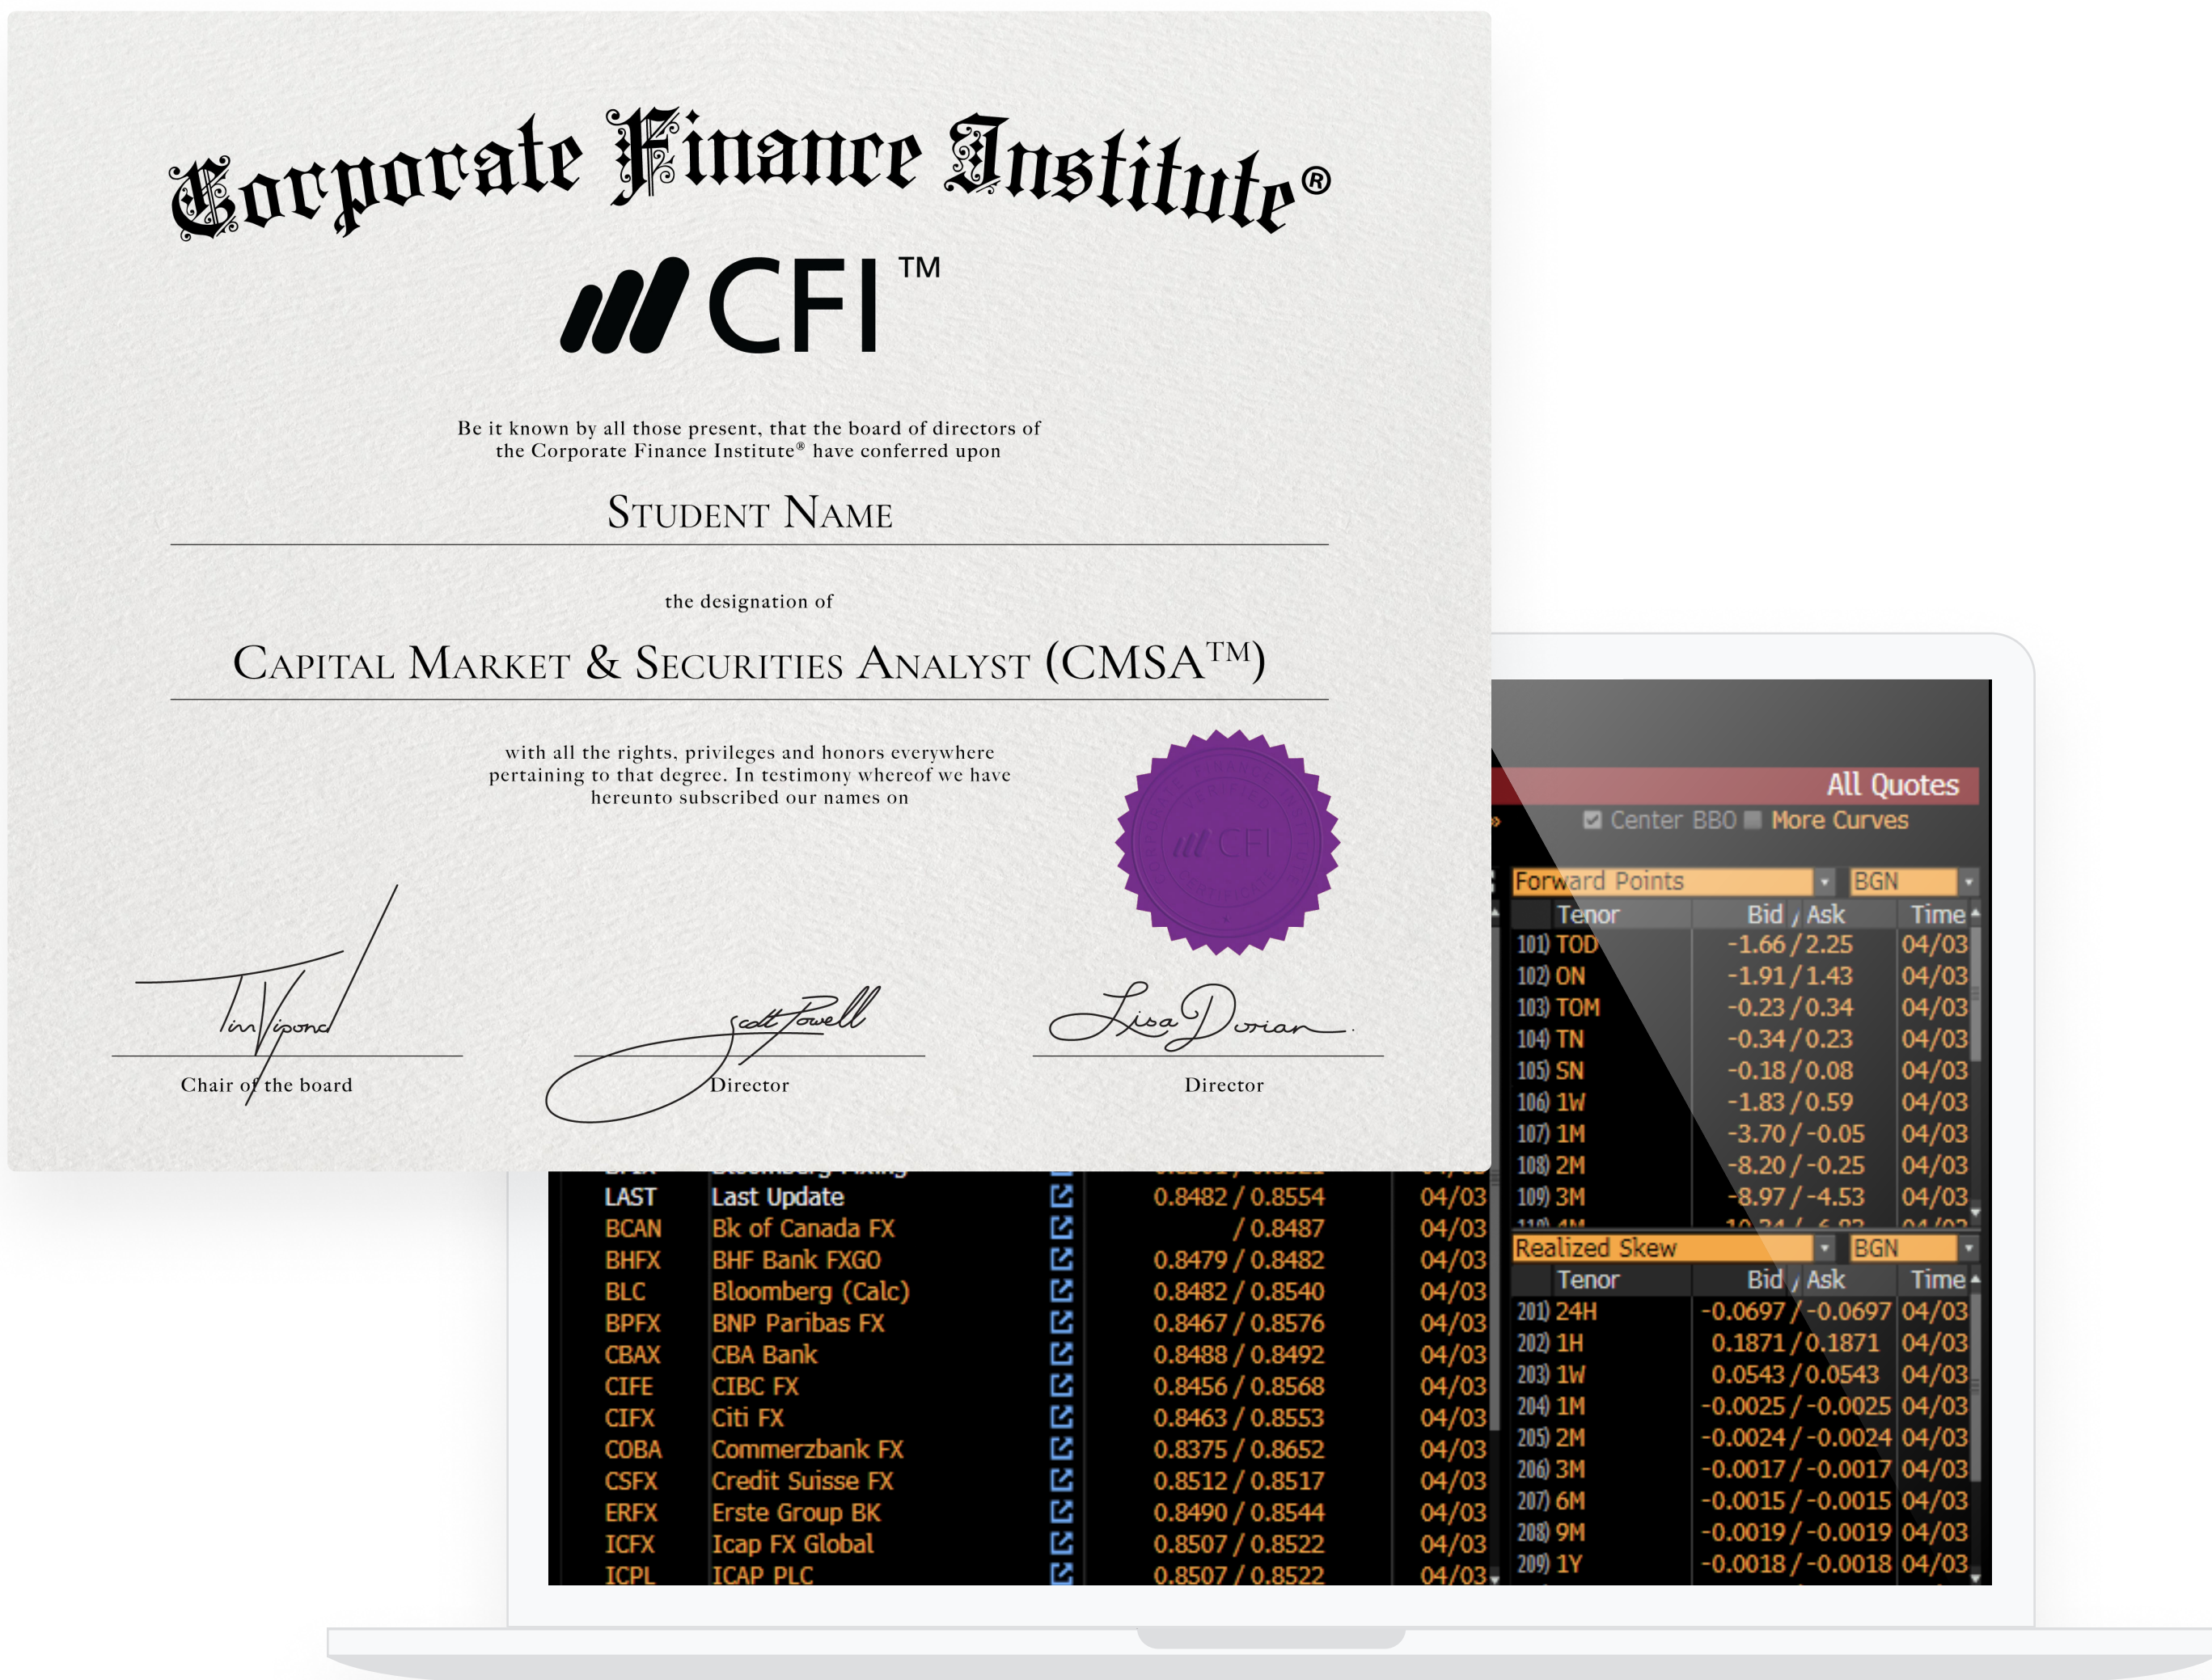 Corporate Finance Institute®
CFI™
Be it known by all those present, that the board of directors of
the Corporate Finance Institute® have conferred upon
Student Name
the designation of
Capital Market & Securities Analyst (CMSA™)
with all the rights, privileges and honors everywhere
pertaining to that degree. In testimony whereof we have
hereunto subscribed our names on
CFI
Tim Vipond
Scott Powell
Lisa Dorian
Chair of the board
Director
Director
All Quotes
Center BBO More Curves
Forward Points BGN
Tenor Bid / Ask Time
101) TOD -1.66 / 2.25 04/03
102) ON -1.91 / 1.43 04/03
103) TOM -0.23 / 0.34 04/03
104) TN -0.34 / 0.23 04/03
105) SN -0.18 / 0.08 04/03
106) 1W -1.83 / 0.59 04/03
107) 1M -3.70 / -0.05 04/03
108) 2M -8.20 / -0.25 04/03
109) 3M -8.97 / -4.53 04/03
Realized Skew BGN
Tenor Bid / Ask Time
201) 24H -0.0697 / -0.0697 04/03
202) 1H 0.1871 / 0.1871 04/03
203) 1W 0.0543 / 0.0543 04/03
204) 1M -0.0025 / -0.0025 04/03
205) 2M -0.0024 / -0.0024 04/03
206) 3M -0.0017 / -0.0017 04/03
207) 6M -0.0015 / -0.0015 04/03
208) 9M -0.0019 / -0.0019 04/03
209) 1Y -0.0018 / -0.0018 04/03
LAST Last Update 0.8482 / 0.8554 04/03
BCAN Bk of Canada FX / 0.8487 04/03
BHFX BHF Bank FXGO 0.8479 / 0.8482 04/03
BLC Bloomberg (Calc) 0.8482 / 0.8540 04/03
BPFX BNP Paribas FX 0.8467 / 0.8576 04/03
CBAX CBA Bank 0.8488 / 0.8492 04/03
CIFE CIBC FX 0.8456 / 0.8568 04/03
CIFX Citi FX 0.8463 / 0.8553 04/03
COBA Commerzbank FX 0.8375 / 0.8652 04/03
CSFX Credit Suisse FX 0.8512 / 0.8517 04/03
ERFX Erste Group BK 0.8490 / 0.8544 04/03
ICFX Icap FX Global 0.8507 / 0.8522 04/03
ICPL ICAP PLC 0.8507 / 0.8522 04/03